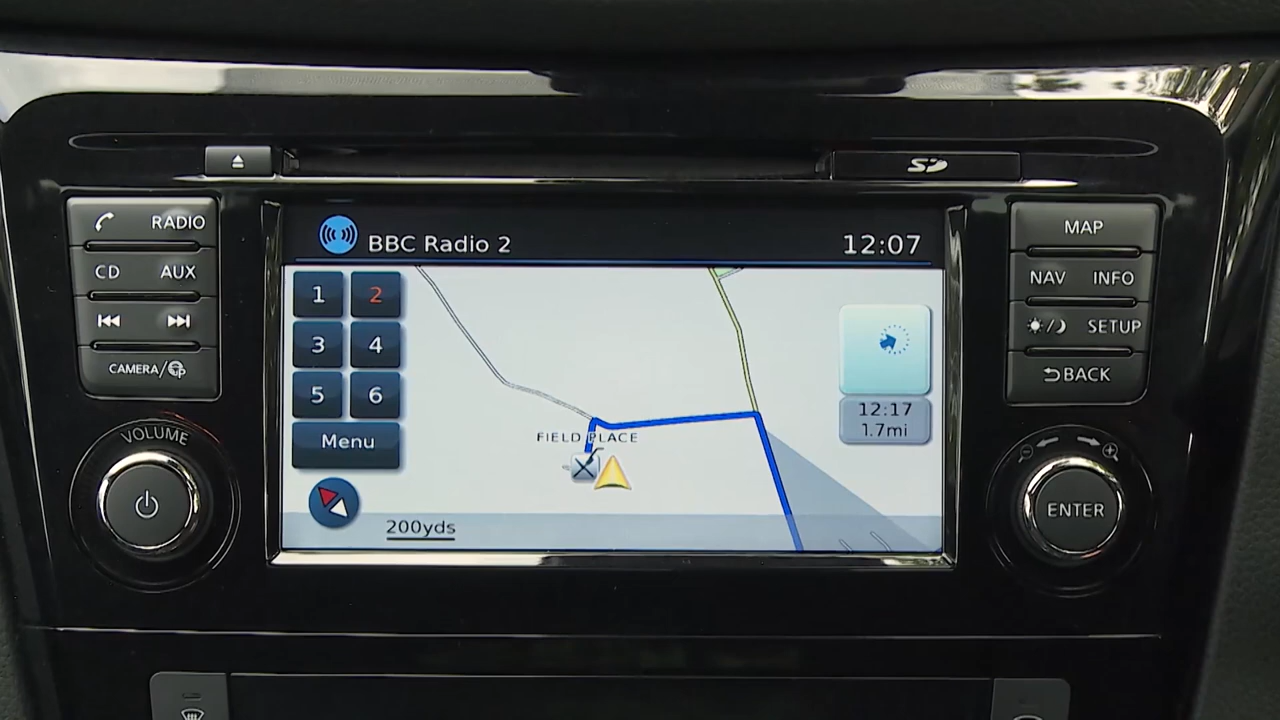 SD
RADIO
CD AUX
CAMERA/
VOLUME
BBC Radio 2 12:07
1 2
3 4
5 6
Menu
FIELD PLACE
200yds
12:17
1.7mi
MAP
NAV INFO
SETUP
BACK
ENTER